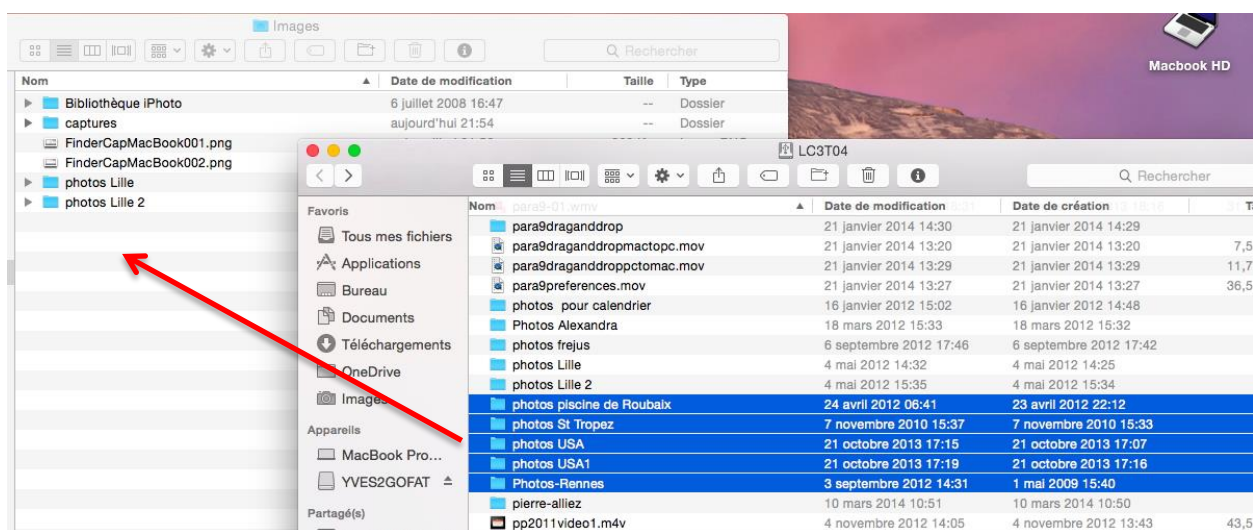 Images
Rechercher
Nom Date de modification Taille Type
Bibliothèque iPhoto 6 juillet 2008 16:47 -- Dossier
captures aujourd'hui 21:54 -- Dossier
FinderCapMacBook001.png
FinderCapMacBook002.png
photos Lille
photos Lille 2
Macbook HD
LC3T04
Rechercher
Favoris
Tous mes fichiers
Applications
Bureau
Documents
Téléchargements
OneDrive
Images
Appareils
MacBook Pro...
YVES2GOFAT
Partagé(s)
Nom para9-01.wmv Date de modification Date de création
para9draganddrop 21 janvier 2014 14:30 21 janvier 2014 14:29
para9draganddropmactopc.mov 21 janvier 2014 13:20 21 janvier 2014 13:20 7,5
para9draganddroppctomac.mov 21 janvier 2014 13:29 21 janvier 2014 13:29 11,7
para9preferences.mov 21 janvier 2014 13:27 21 janvier 2014 13:27 36,5
photos pour calendrier 16 janvier 2012 15:02 16 janvier 2012 14:48
Photos Alexandra 18 mars 2012 15:33 18 mars 2012 15:32
photos frejus 6 septembre 2012 17:46 6 septembre 2012 17:42
photos Lille 4 mai 2012 14:32 4 mai 2012 14:25
photos Lille 2 4 mai 2012 15:35 4 mai 2012 15:34
photos piscine de Roubaix 24 avril 2012 06:41 23 avril 2012 22:12
photos St Tropez 7 novembre 2010 15:37 7 novembre 2010 15:33
photos USA 21 octobre 2013 17:15 21 octobre 2013 17:07
photos USA1 21 octobre 2013 17:19 21 octobre 2013 17:16
Photos-Rennes 3 septembre 2012 14:31 1 mai 2009 15:40
pierre-alliez 10 mars 2014 10:51 10 mars 2014 10:50
pp2011video1.m4v 4 novembre 2012 14:05 4 novembre 2012 13:43 43,5